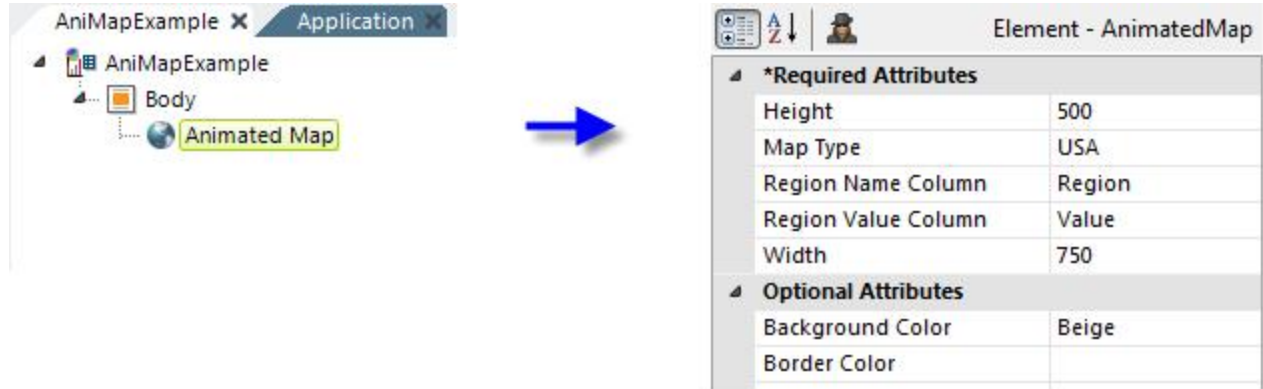 AniMapExample Application
AniMapExample
Body
Animated Map
A
Z
Element - AnimatedMap
*Required Attributes
Height 500
Map Type USA
Region Name Column Region
Region Value Column Value
Width 750
Optional Attributes
Background Color Beige
Border Color